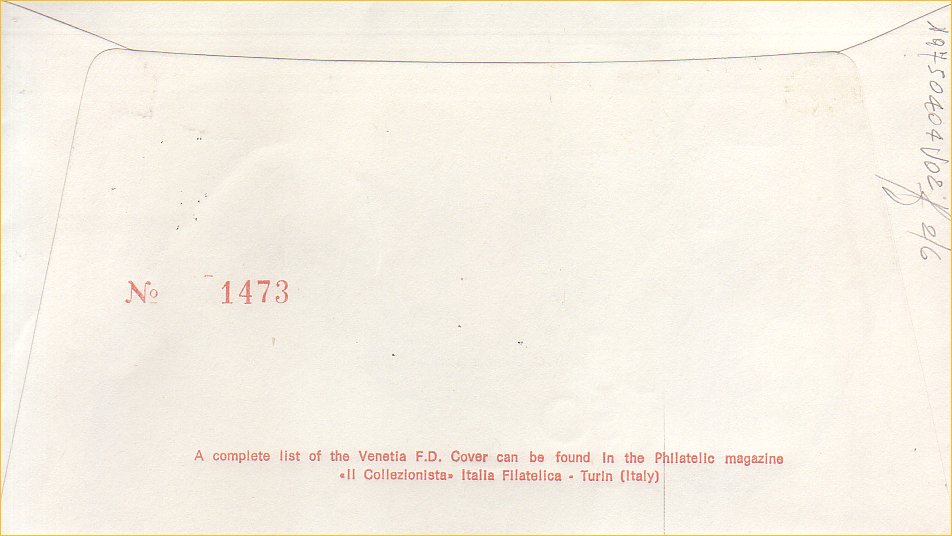 Nº 1473
A complete list of the Venetia F.D. Cover can be found in the Philatelic magazine
«Il Collezionista» Italia Filatelica - Turin (Italy)